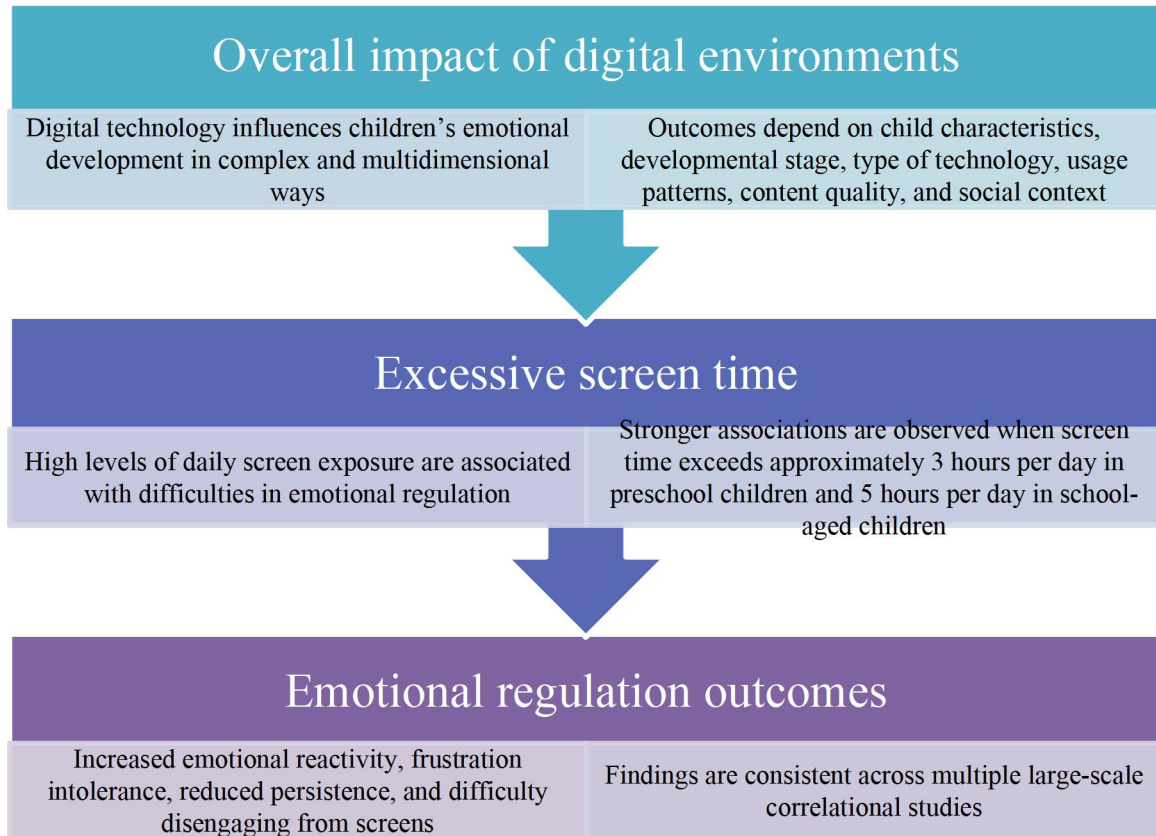 Overall impact of digital environments
Digital technology influences children’s emotional
development in complex and multidimensional
ways
Outcomes depend on child characteristics,
developmental stage, type of technology, usage
patterns, content quality, and social context
Excessive screen time
High levels of daily screen exposure are associated
with difficulties in emotional regulation
Stronger associations are observed when screen
time exceeds approximately 3 hours per day in
preschool children and 5 hours per day in school-
aged children
Emotional regulation outcomes
Increased emotional reactivity, frustration
intolerance, reduced persistence, and difficulty
disengaging from screens
Findings are consistent across multiple large-scale
correlational studies